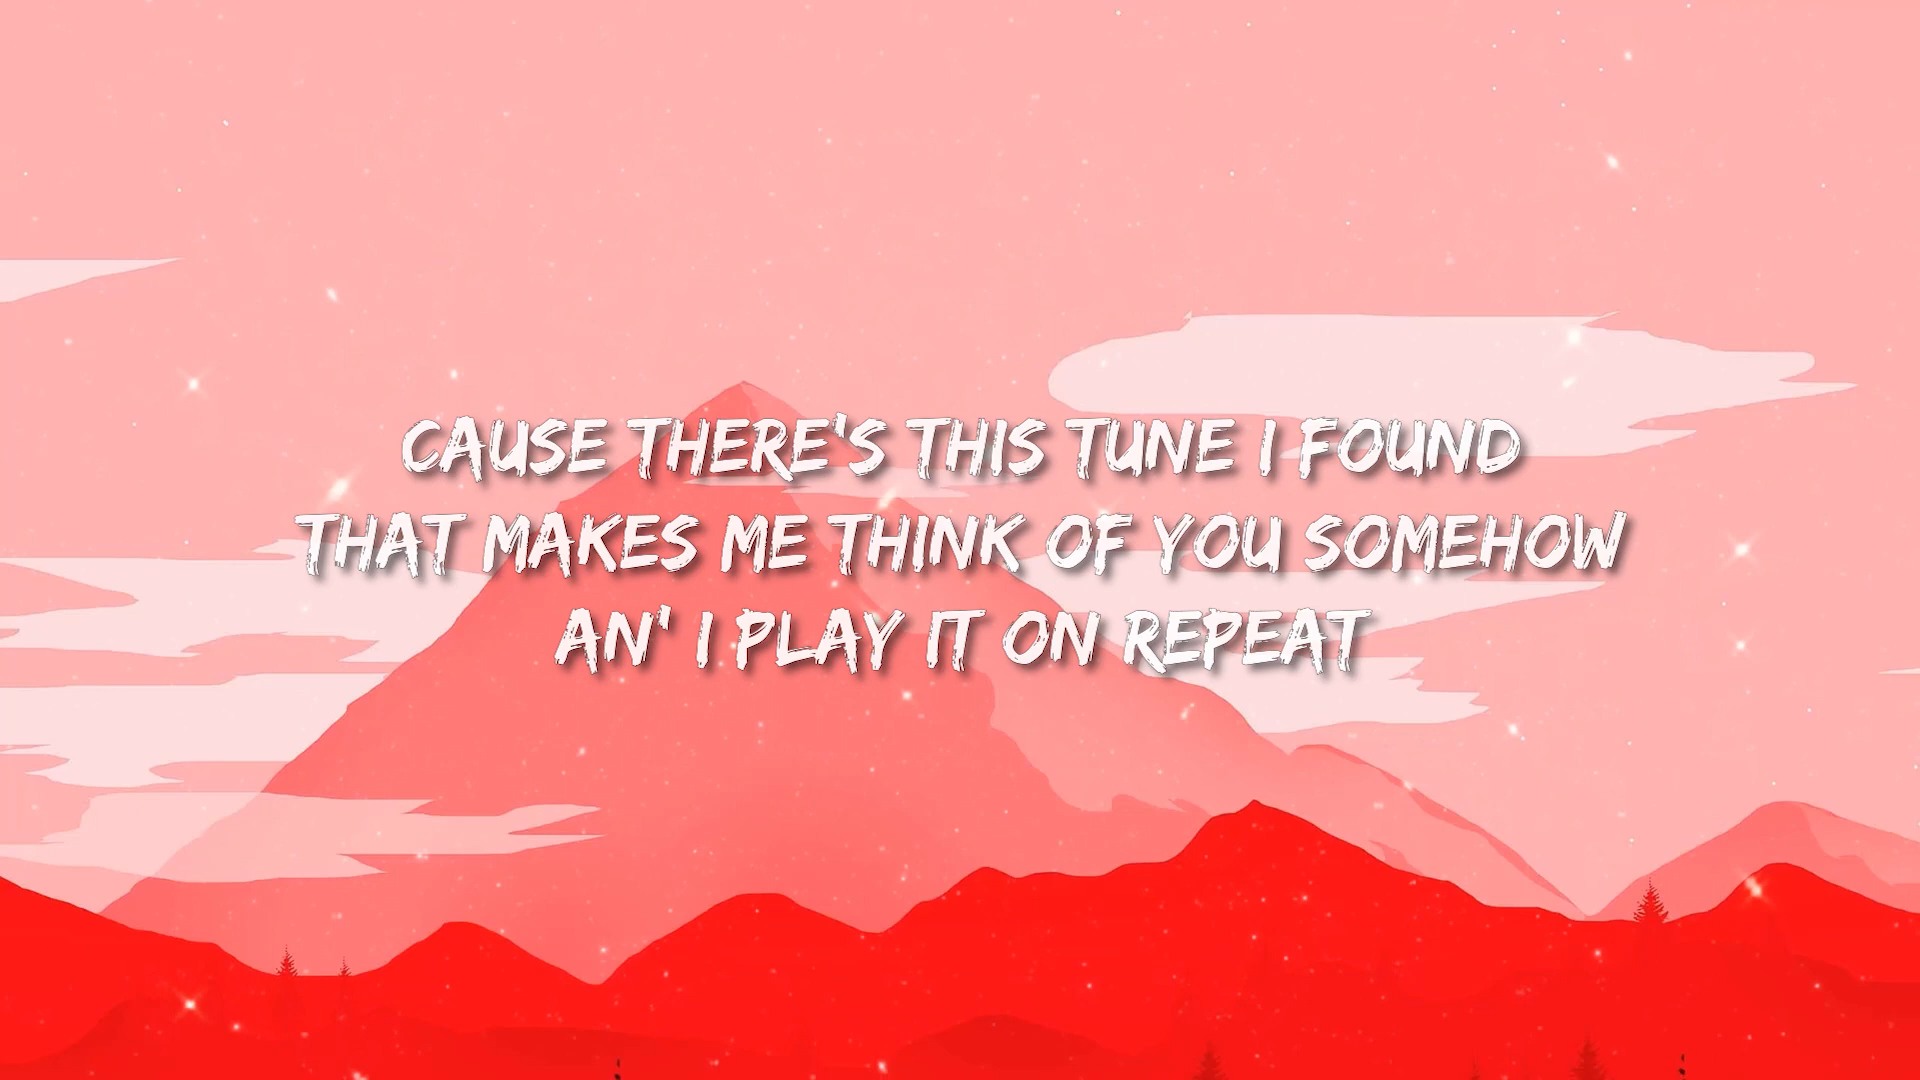 CAUSE THERE'S THIS TUNE I FOUND
THAT MAKES ME THINK OF YOU SOMEHOW
AN' I PLAY IT ON REPEAT